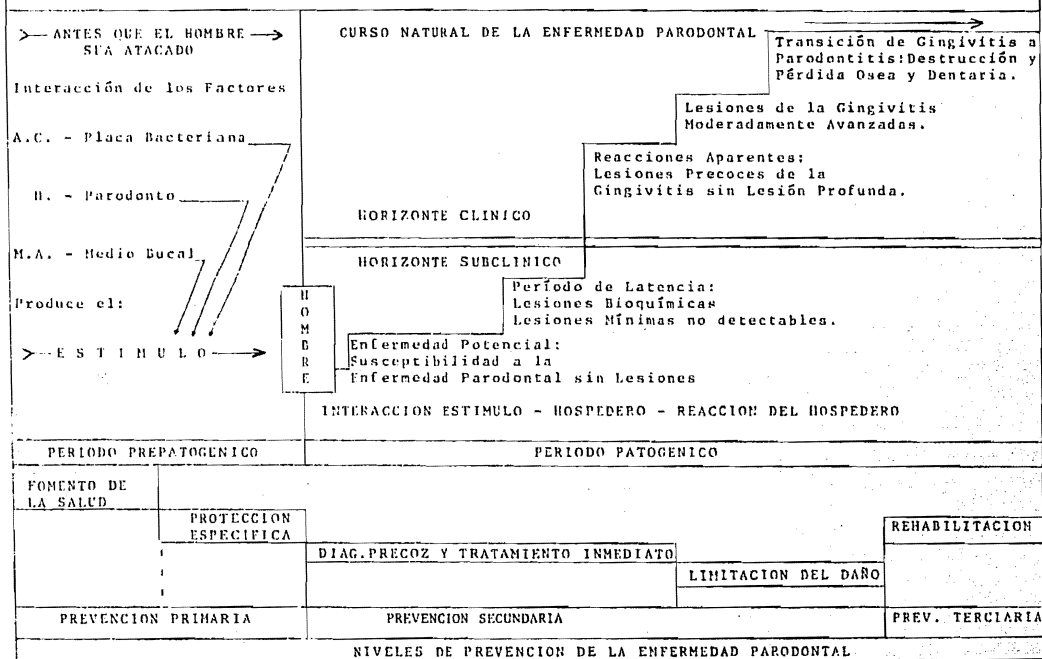 >— ANTES QUE EL HOMBRE —>
SEA ATACADO
Interacción de los Factores
A.C. - Placa Bacteriana
H. - Parodonto
M.A. - Medio Bucal
Produce el:
>--E S T I M U L O-->
CURSO NATURAL DE LA ENFERMEDAD PARODONTAL
Transición de Gingivitis a
Parodontitis:Destrucción y
Pérdida Osea y Dentaria.
Lesiones de la Gingivitis
Moderadamente Avanzadas.
Reacciones Aparentes:
Lesiones Precoces de la
Gingivitis sin Lesión Profunda.
HORIZONTE CLINICO
HORIZONTE SUBCLINICO
Período de Latencia:
Lesiones Bioquímicas
Lesiones Mínimas no detectables.
HOMBRE
Enfermedad Potencial:
Susceptibilidad a la
Enfermedad Parodontal sin Lesiones
INTERACCION ESTIMULO - HOSPEDERO - REACCION DEL HOSPEDERO
PERIODO PREPATOGENICO
PERIODO PATOGENICO
FOMENTO DE
LA SALUD
PROTECCION
ESPECIFICA
DIAG.PRECOZ Y TRATAMIENTO INMEDIATO
LIMITACION DEL DAÑO
REHABILITACION
PREVENCION PRIMARIA
PREVENCION SECUNDARIA
PREV. TERCIARIA
NIVELES DE PREVENCION DE LA ENFERMEDAD PARODONTAL